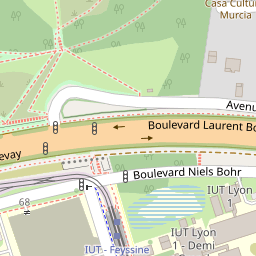 Casa Cultu
Murcia
Avenu
Boulevard Laurent Bo
evay
Boulevard Niels Bohr
IUT Lyon
1
68
IUT Lyon
1 -
Demi
IUT - Feyssine